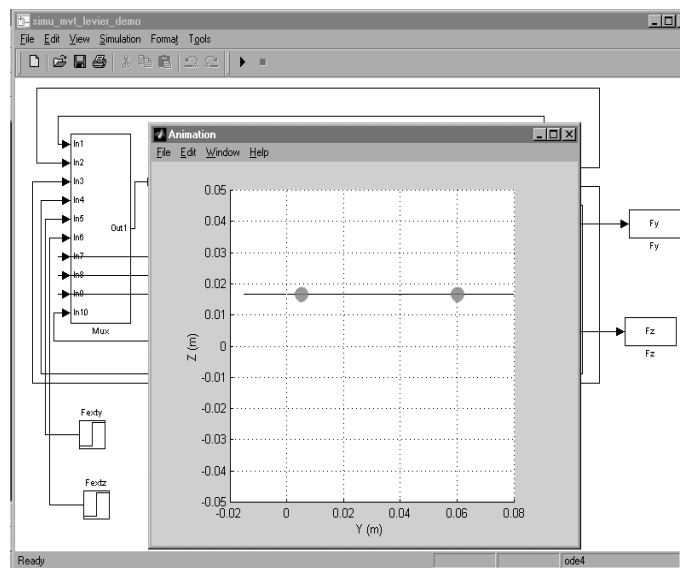 simu_mvt_levier_demo
File Edit View Simulation Format Tools
Animation
File Edit Window Help
In1
In2
In3
In4
In5
In6
In7
In8
In9
In10
Out1
Mux
Fexty
Fextz
Fy
Fy
Fz
Fz
0.05
0.04
0.03
0.02
0.01
0
-0.01
-0.02
-0.03
-0.04
-0.05
Z (m)
-0.02 0 0.02 0.04 0.06 0.08
Y (m)
Ready ode4